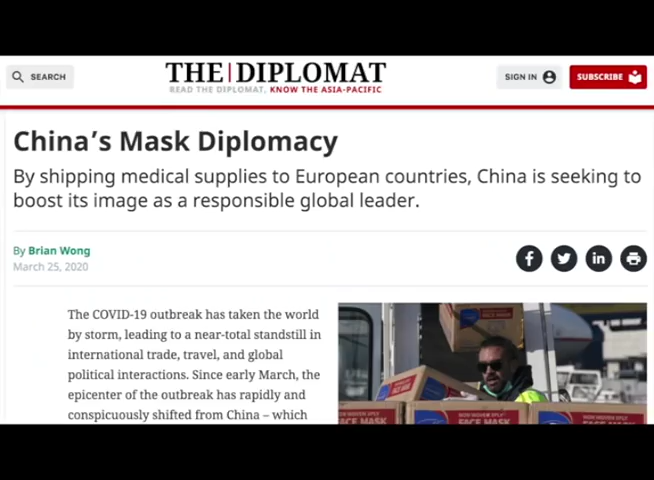 SEARCH
THE|DIPLOMAT
READ THE DIPLOMAT, KNOW THE ASIA-PACIFIC
SIGN IN
SUBSCRIBE
China's Mask Diplomacy
By shipping medical supplies to European countries, China is seeking to
boost its image as a responsible global leader.
By Brian Wong
March 25, 2020
The COVID-19 outbreak has taken the world
by storm, leading to a near-total standstill in
international trade, travel, and global
political interactions. Since early March, the
epicenter of the outbreak has rapidly and
conspicuously shifted from China – which
FACE MASK
FACE MASK
FACE MASK